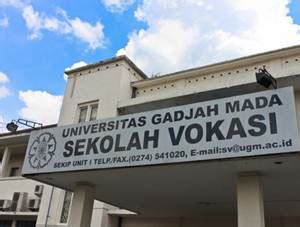 UNIVERSITAS GADJAH MADA
SEKOLAH VOKASI
SEKIP UNIT I TELP/FAX.(0274) 541020, E-mail:sv@ugm.ac.id